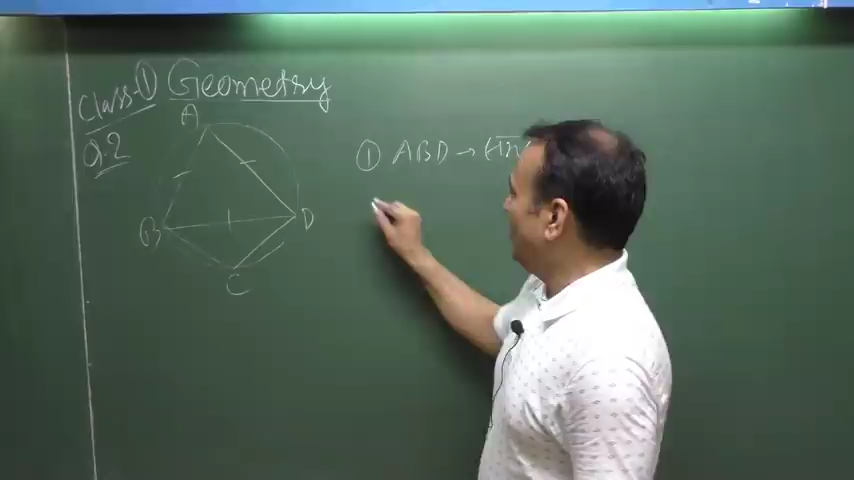 Class-① Geometry
Q.2
A
B
D
C
① ABD →